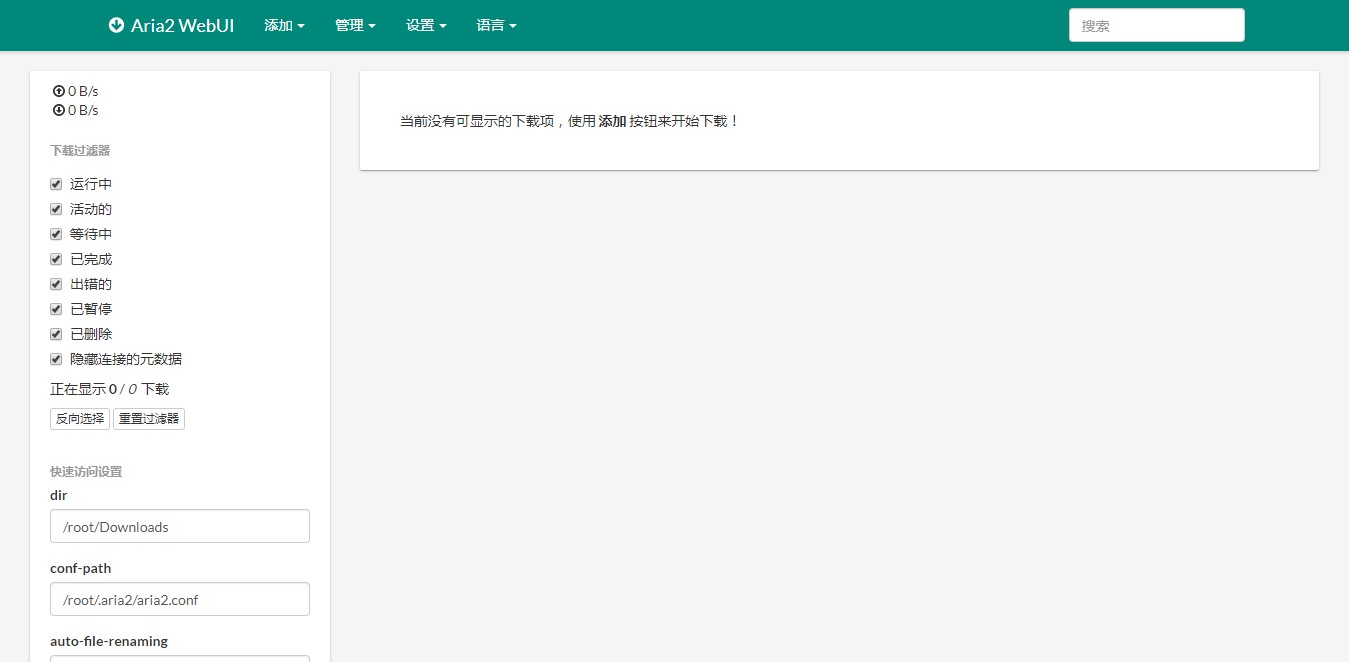 Aria2 WebUI 添加 管理 设置 语言 搜索
0 B/s
0 B/s
下载过滤器
运行中
活动的
等待中
已完成
出错的
已暂停
已删除
隐藏连接的元数据
正在显示 0 / 0 下载
反向选择 重置过滤器
快速访问设置
dir
/root/Downloads
conf-path
/root/.aria2/aria2.conf
auto-file-renaming
当前没有可显示的下载项，使用 添加 按钮来开始下载！